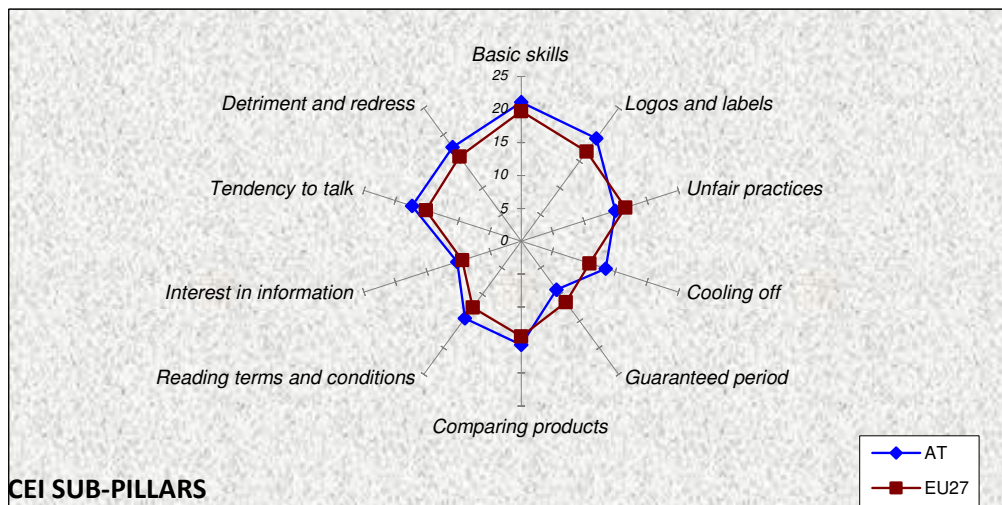 Basic skills
25
Detriment and redress
Logos and labels
20
15
Tendency to talk
Unfair practices
10
5
0
Interest in information
Cooling off
Reading terms and conditions
Guaranteed period
Comparing products
AT
EU27
CEI SUB-PILLARS